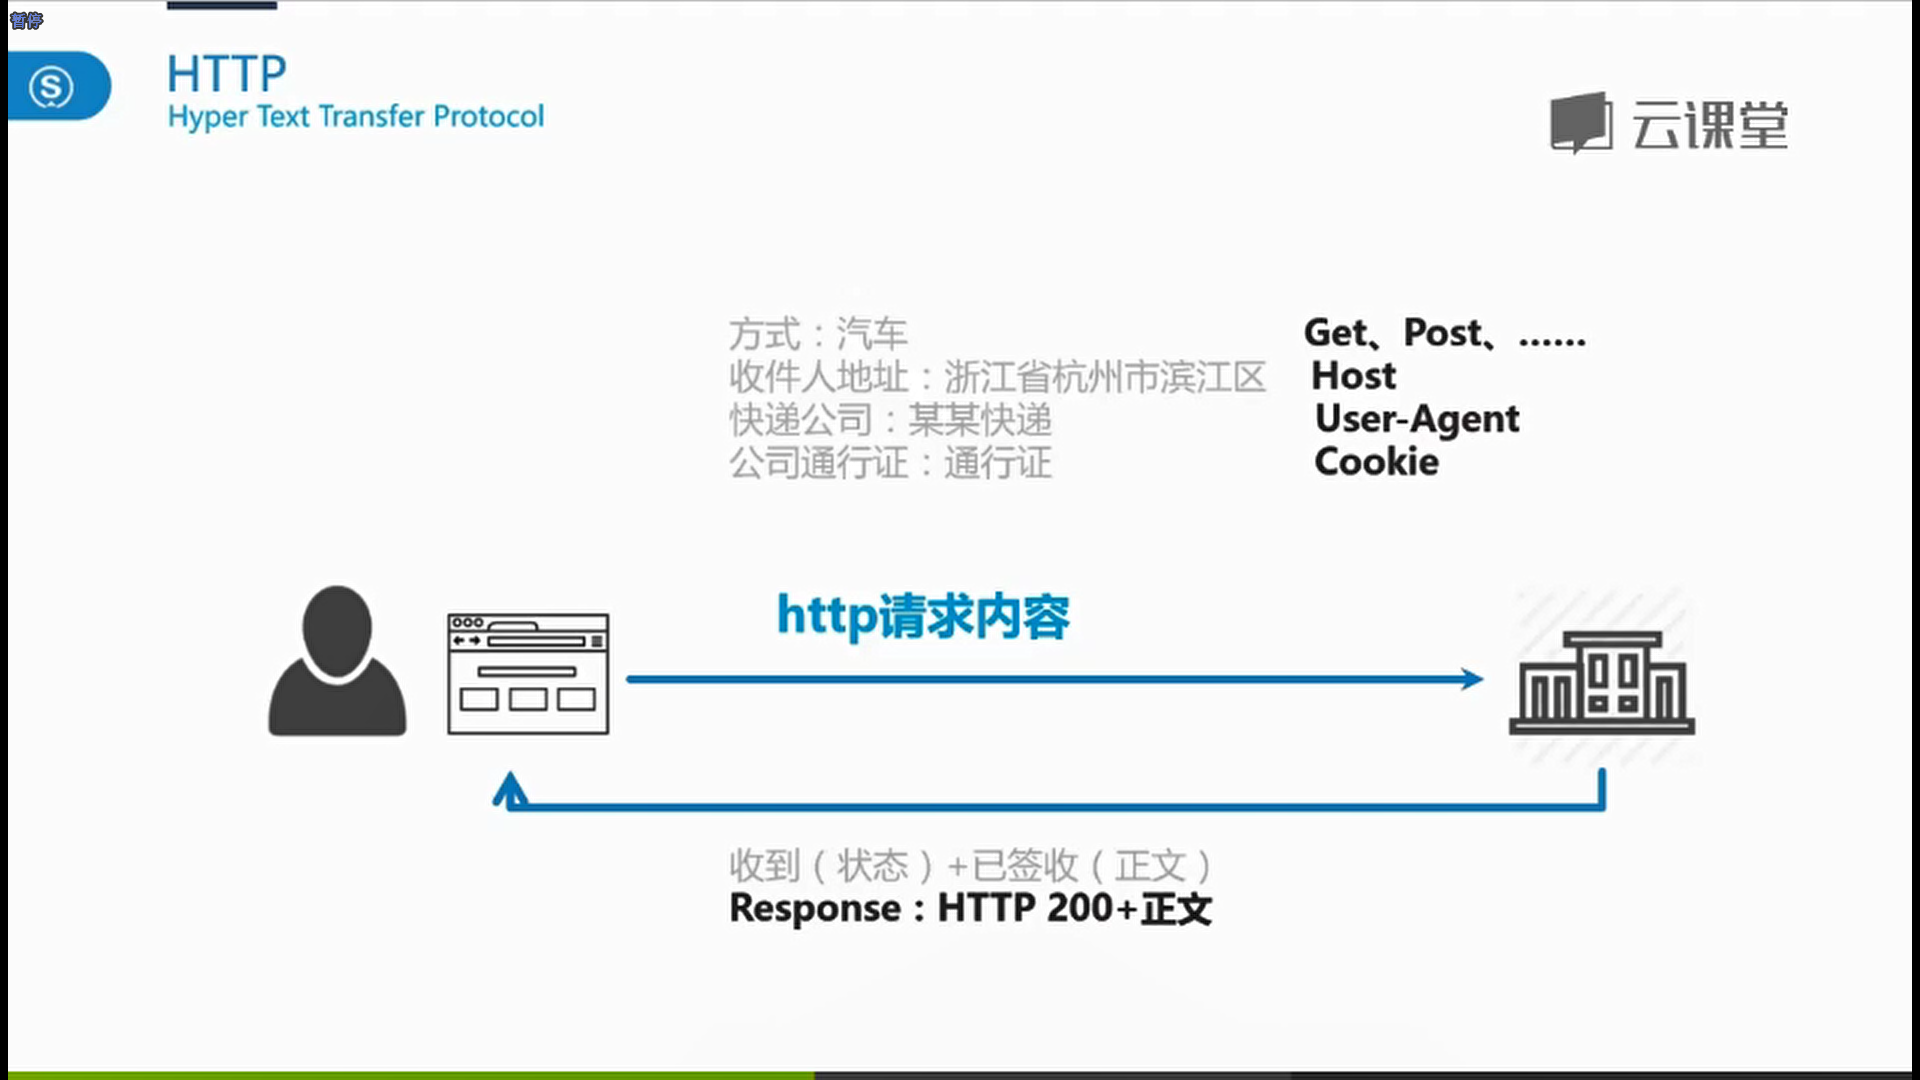 暂停
HTTP
Hyper Text Transfer Protocol
云课堂
方式：汽车 Get、Post、......
收件人地址：浙江省杭州市滨江区 Host
快递公司：某某快递 User-Agent
公司通行证：通行证 Cookie
http请求内容
收到（状态）+已签收（正文）
Response：HTTP 200+正文